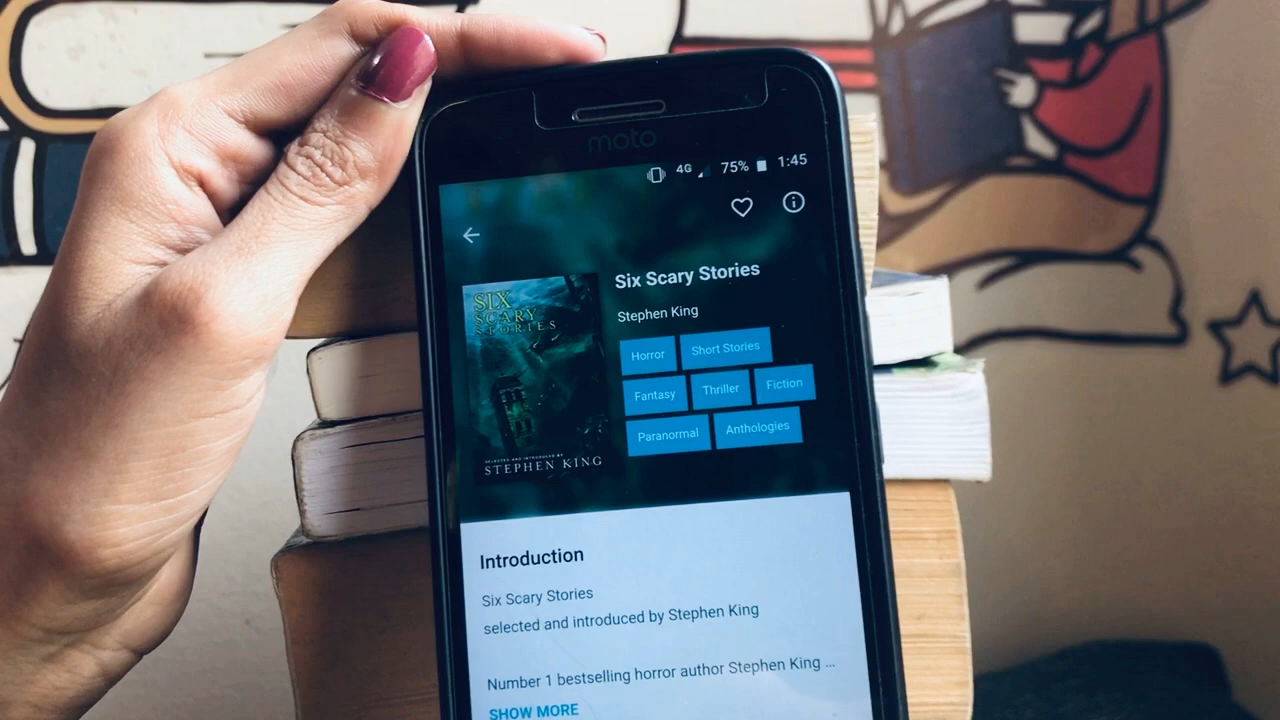 moto
4G 75% 1:45
Six Scary Stories
Stephen King
SIX
SCARY
STORIES
SELECTED AND INTRODUCED BY
STEPHEN KING
Horror Short Stories
Fantasy Thriller Fiction
Paranormal Anthologies
Introduction
Six Scary Stories
selected and introduced by Stephen King
Number 1 bestselling horror author Stephen King ...
SHOW MORE